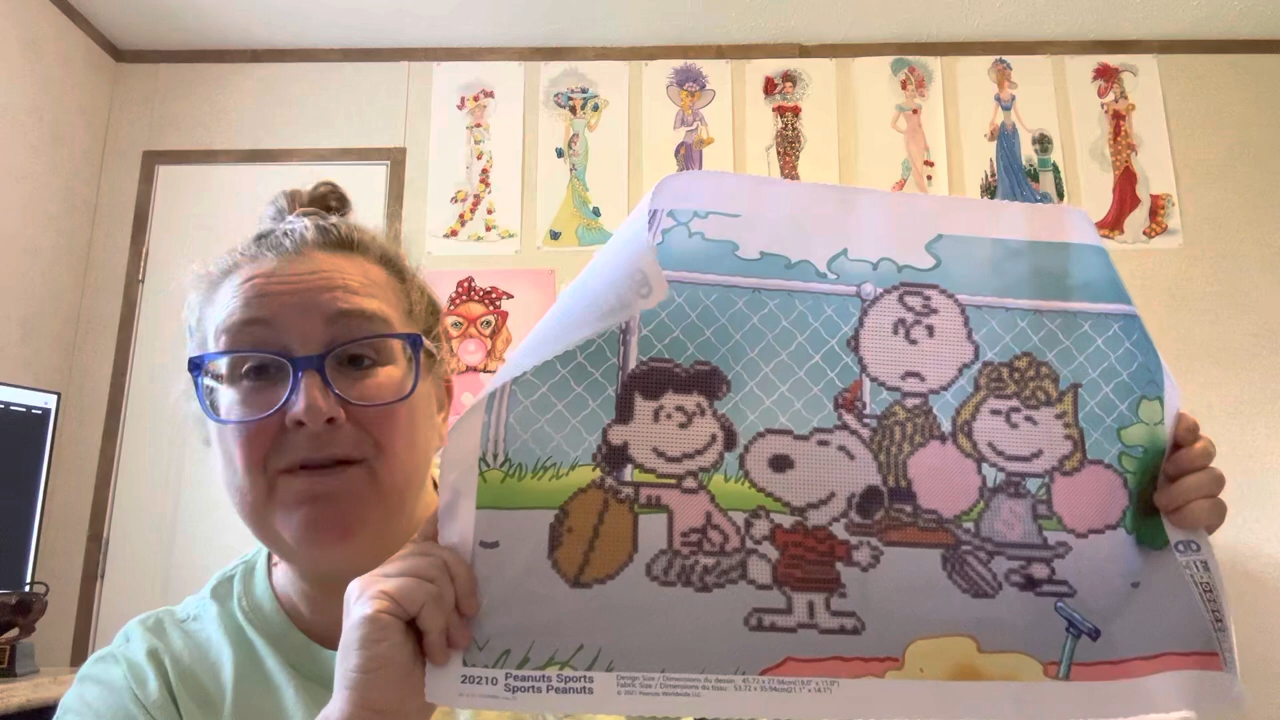 20210 Peanuts Sports
Sports Peanuts
Design Size / Dimensions du dessin: 45.72 x 27.94cm(18.0" x 11.0")
Fabric Size / Dimensions du tissu: 53.72 x 35.94cm(21.1" x 14.1")
© 2021 Peanuts Worldwide LLC.